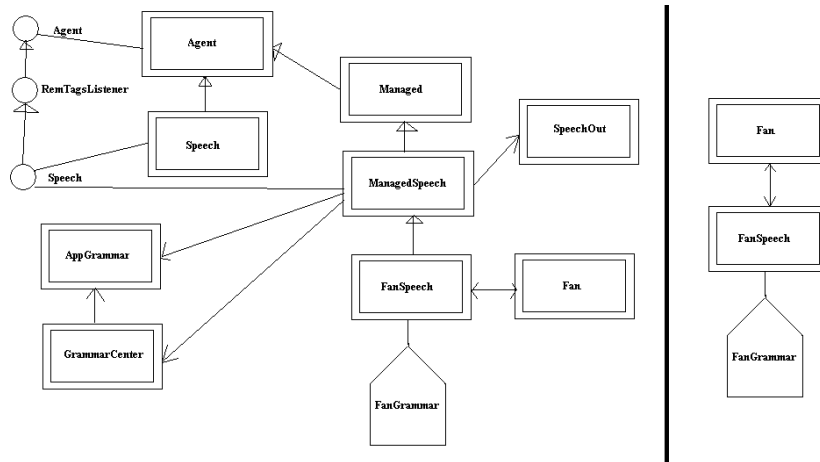 Agent
Agent
RemTagsListener
Managed
SpeechOut
Speech
Speech
ManagedSpeech
AppGrammar
FanSpeech
Fan
GrammarCenter
FanGrammar
Fan
FanSpeech
FanGrammar